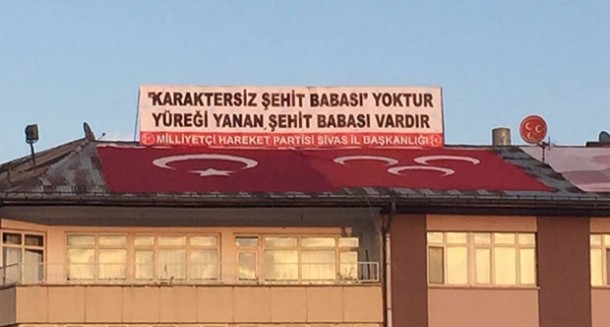 "KARAKTERSİZ ŞEHİT BABASI" YOKTUR
YÜREĞİ YANAN ŞEHİT BABASI VARDIR
MİLLİYETÇİ HAREKET PARTİSİ SİVAS İL BAŞKANLIĞI